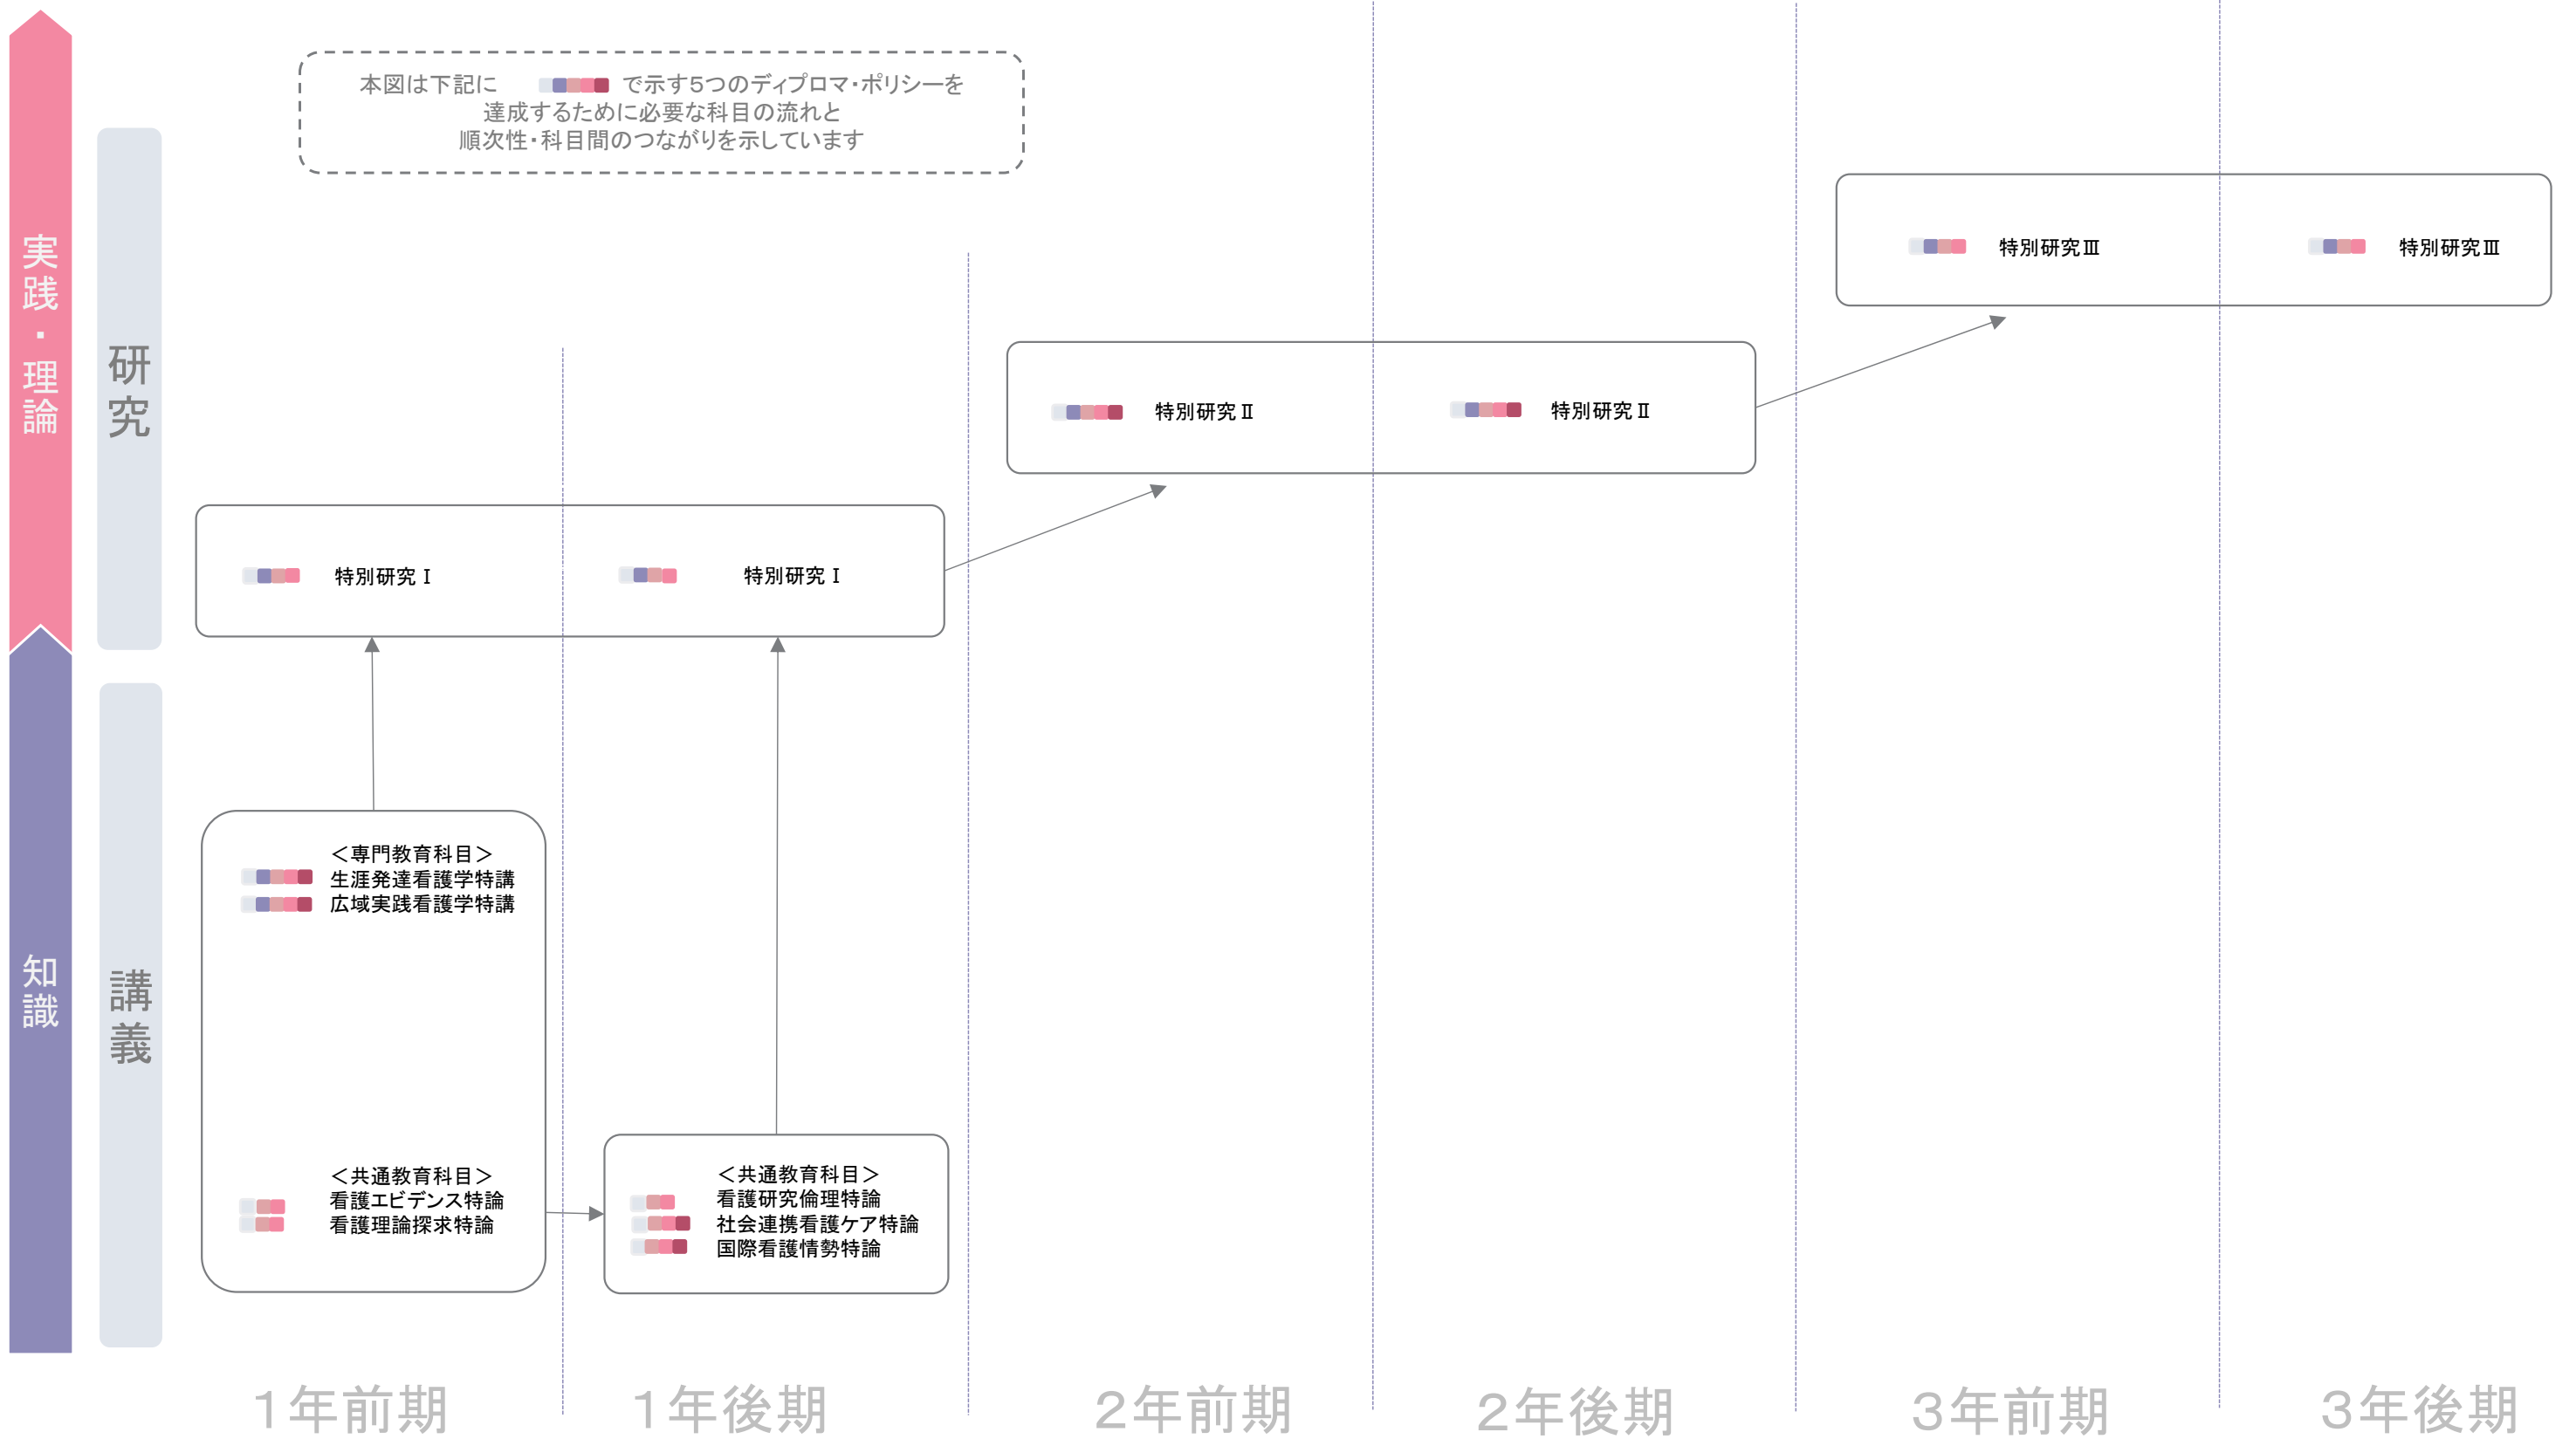 本図は下記に で示す5つのディプロマ・ポリシーを
達成するために必要な科目の流れと
順次性・科目間のつながりを示しています
実践・理論
研究
知識
講義
特別研究Ⅲ
特別研究Ⅲ
特別研究Ⅱ
特別研究Ⅱ
特別研究Ⅰ
特別研究Ⅰ
＜専門教育科目＞
生涯発達看護学特講
広域実践看護学特講
＜共通教育科目＞
看護エビデンス特論
看護理論探求特論
＜共通教育科目＞
看護研究倫理特論
社会連携看護ケア特論
国際看護情勢特論
1年前期
1年後期
2年前期
2年後期
3年前期
3年後期